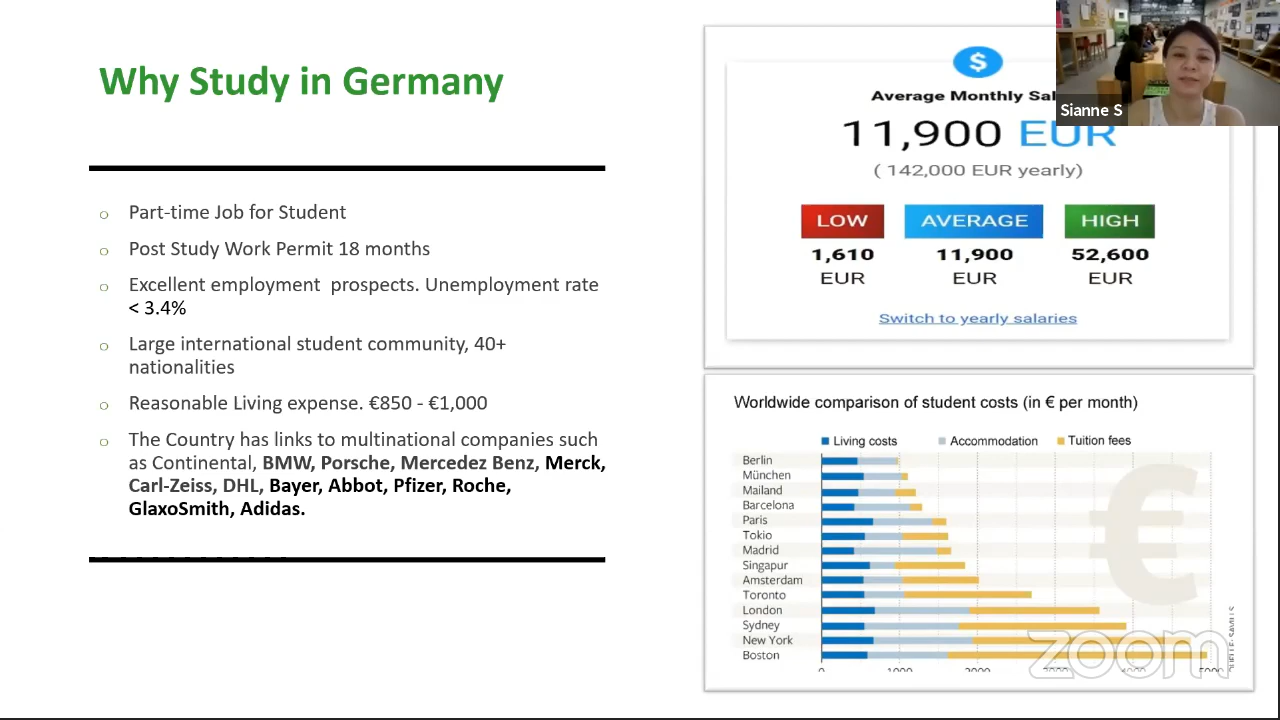 Why Study in Germany
Part-time Job for Student
Post Study Work Permit 18 months
Excellent employment prospects. Unemployment rate
< 3.4%
Large international student community, 40+
nationalities
Reasonable Living expense. €850 - €1,000
The Country has links to multinational companies such
as Continental, BMW, Porsche, Mercedez Benz, Merck,
Carl-Zeiss, DHL, Bayer, Abbot, Pfizer, Roche,
GlaxoSmith, Adidas.
$
Average Monthly
11,900 EUR
( 142,000 EUR yearly)
LOW AVERAGE HIGH
1,610 11,900 52,600
EUR EUR EUR
Switch to yearly salaries
Sianne S
Worldwide comparison of student costs (in € per month)
Living costs Accommodation Tuition fees
Berlin
München
Mailand
Barcelona
Paris
Tokio
Madrid
Singapur
Amsterdam
Toronto
London
Sydney
New York
Boston
€
zoom